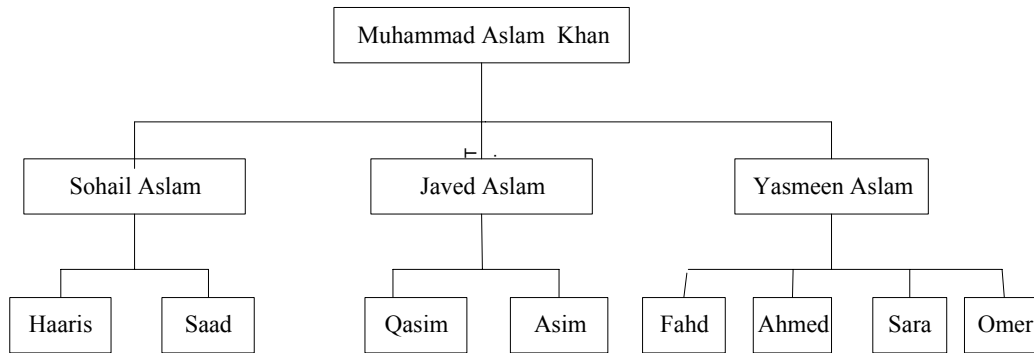 Muhammad Aslam Khan
Sohail Aslam
Javed Aslam
Yasmeen Aslam
Haaris
Saad
Qasim
Asim
Fahd
Ahmed
Sara
Omer